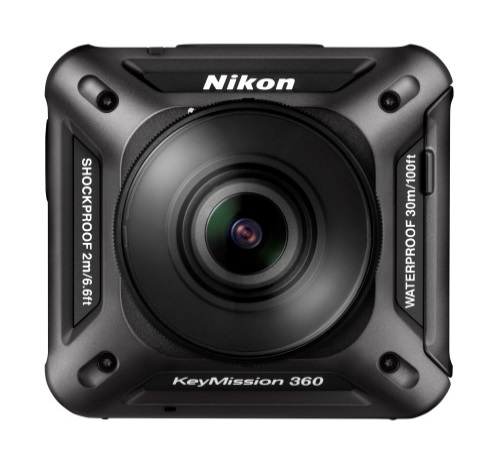 Nikon
SHOCKPROOF 2m/6.6ft
WATERPROOF 30m/100ft
KeyMission 360